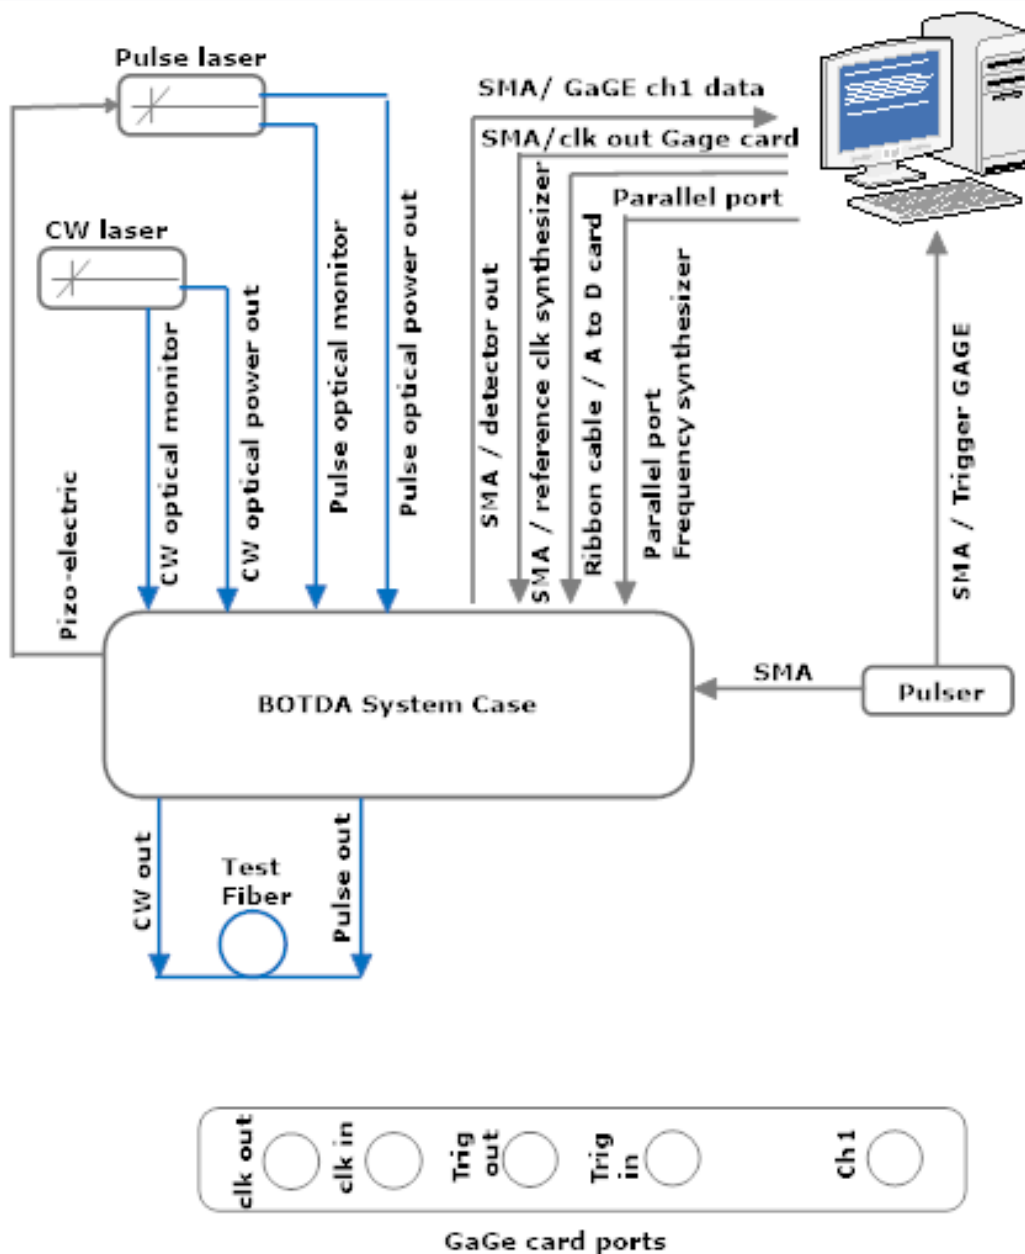 Pulse laser
SMA/ GaGE ch1 data
SMA/clk out Gage card
Parallel port
CW laser
Pizo-electric
CW optical monitor
CW optical power out
Pulse optical monitor
Pulse optical power out
SMA / detector out
SMA / reference clk synthesizer
Ribbon cable / A to D card
Parallel port
Frequency synthesizer
SMA / Trigger GAGE
BOTDA System Case
SMA
Pulser
CW out
Test
Fiber
Pulse out
clk out
clk in
Trig
out
Trig
in
Ch1
GaGe card ports